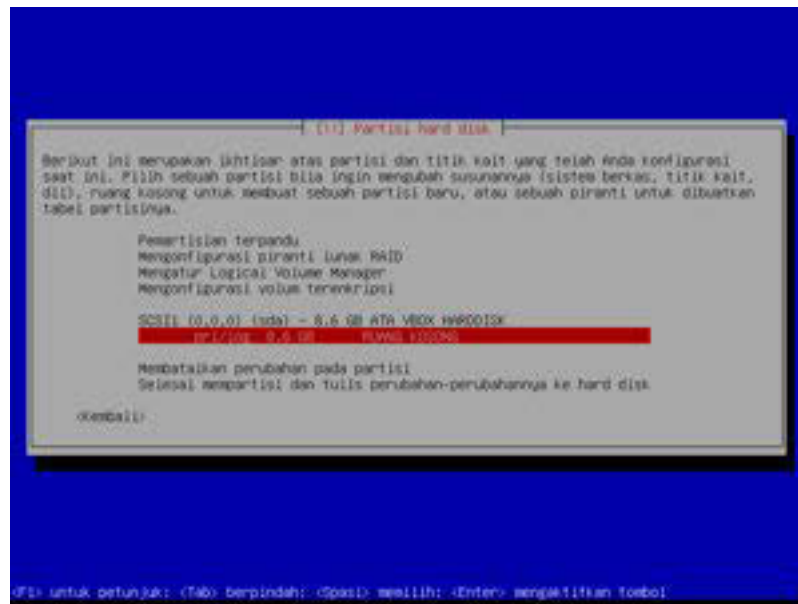 [!!] Partisi hard disk
Berikut ini merupakan ikhtisar atas partisi dan titik kait yang telah Anda konfigurasi
saat ini. Pilih sebuah partisi bila ingin mengubah susunannya (sistem berkas, titik kait,
dll), ruang kosong untuk membuat sebuah partisi baru, atau sebuah piranti untuk dibuatkan
tabel partisinya.
Pemartisian terpandu
Mengonfigurasi piranti lunak RAID
Mengatur Logical Volume Manager
Mengonfigurasi volum terenkripsi
SCSI1 (0,0,0) (sda) - 8.6 GB ATA VBOX HARDDISK
pri/log 8.6 GB RUANG KOSONG
Membatalkan perubahan pada partisi
Selesai mempartisi dan tulis perubahan-perubahannya ke hard disk
<Kembali>
<F1> untuk petunjuk; <Tab> berpindah; <Spasi> memilih; <Enter> mengaktifkan tombol